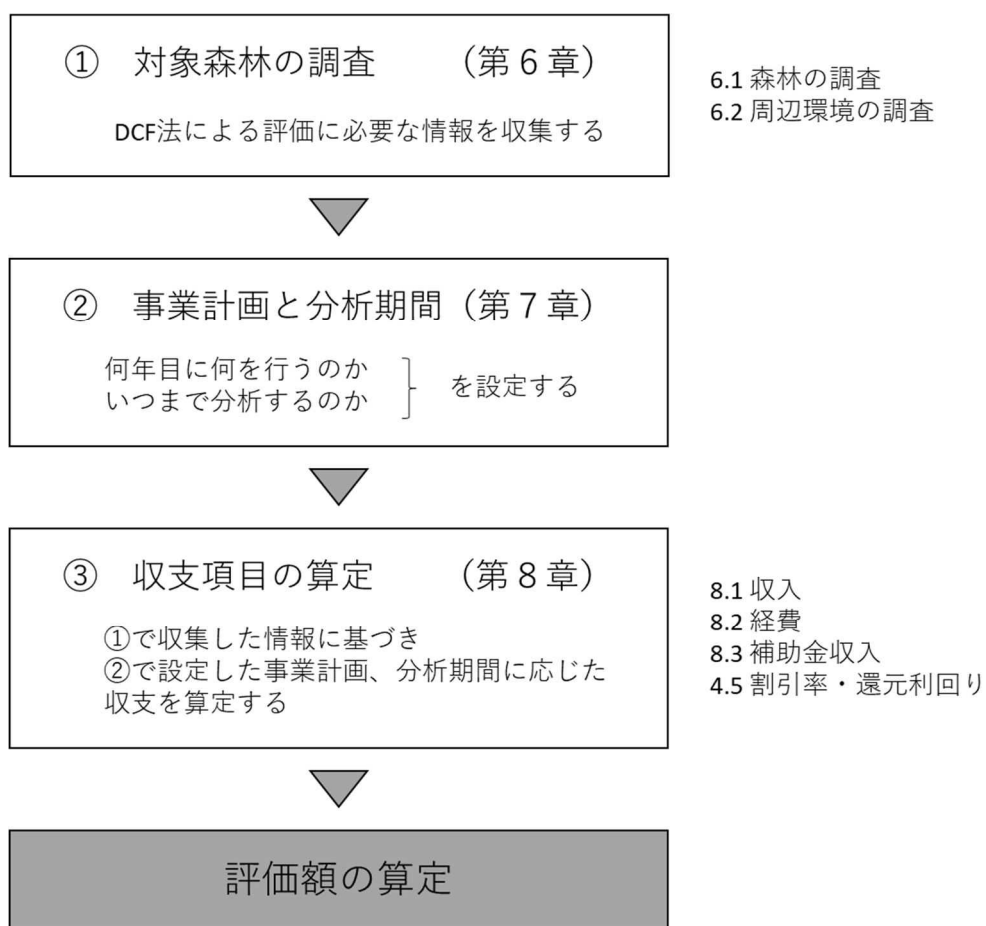 ① 対象森林の調査 （第６章）
DCF法による評価に必要な情報を収集する
6.1 森林の調査
6.2 周辺環境の調査
② 事業計画と分析期間（第７章）
何年目に何を行うのか
いつまで分析するのか
を設定する
③ 収支項目の算定 （第８章）
①で収集した情報に基づき
②で設定した事業計画、分析期間に応じた
収支を算定する
8.1 収入
8.2 経費
8.3 補助金収入
4.5 割引率・還元利回り
評価額の算定